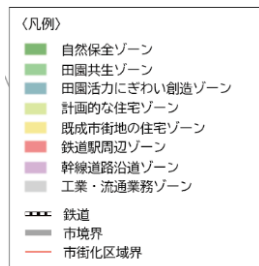 〈凡例〉
自然保全ゾーン
田園共生ゾーン
田園活力にぎわい創造ゾーン
計画的な住宅ゾーン
既成市街地の住宅ゾーン
鉄道駅周辺ゾーン
幹線道路沿道ゾーン
工業・流通業務ゾーン
鉄道
市境界
市街化区域界